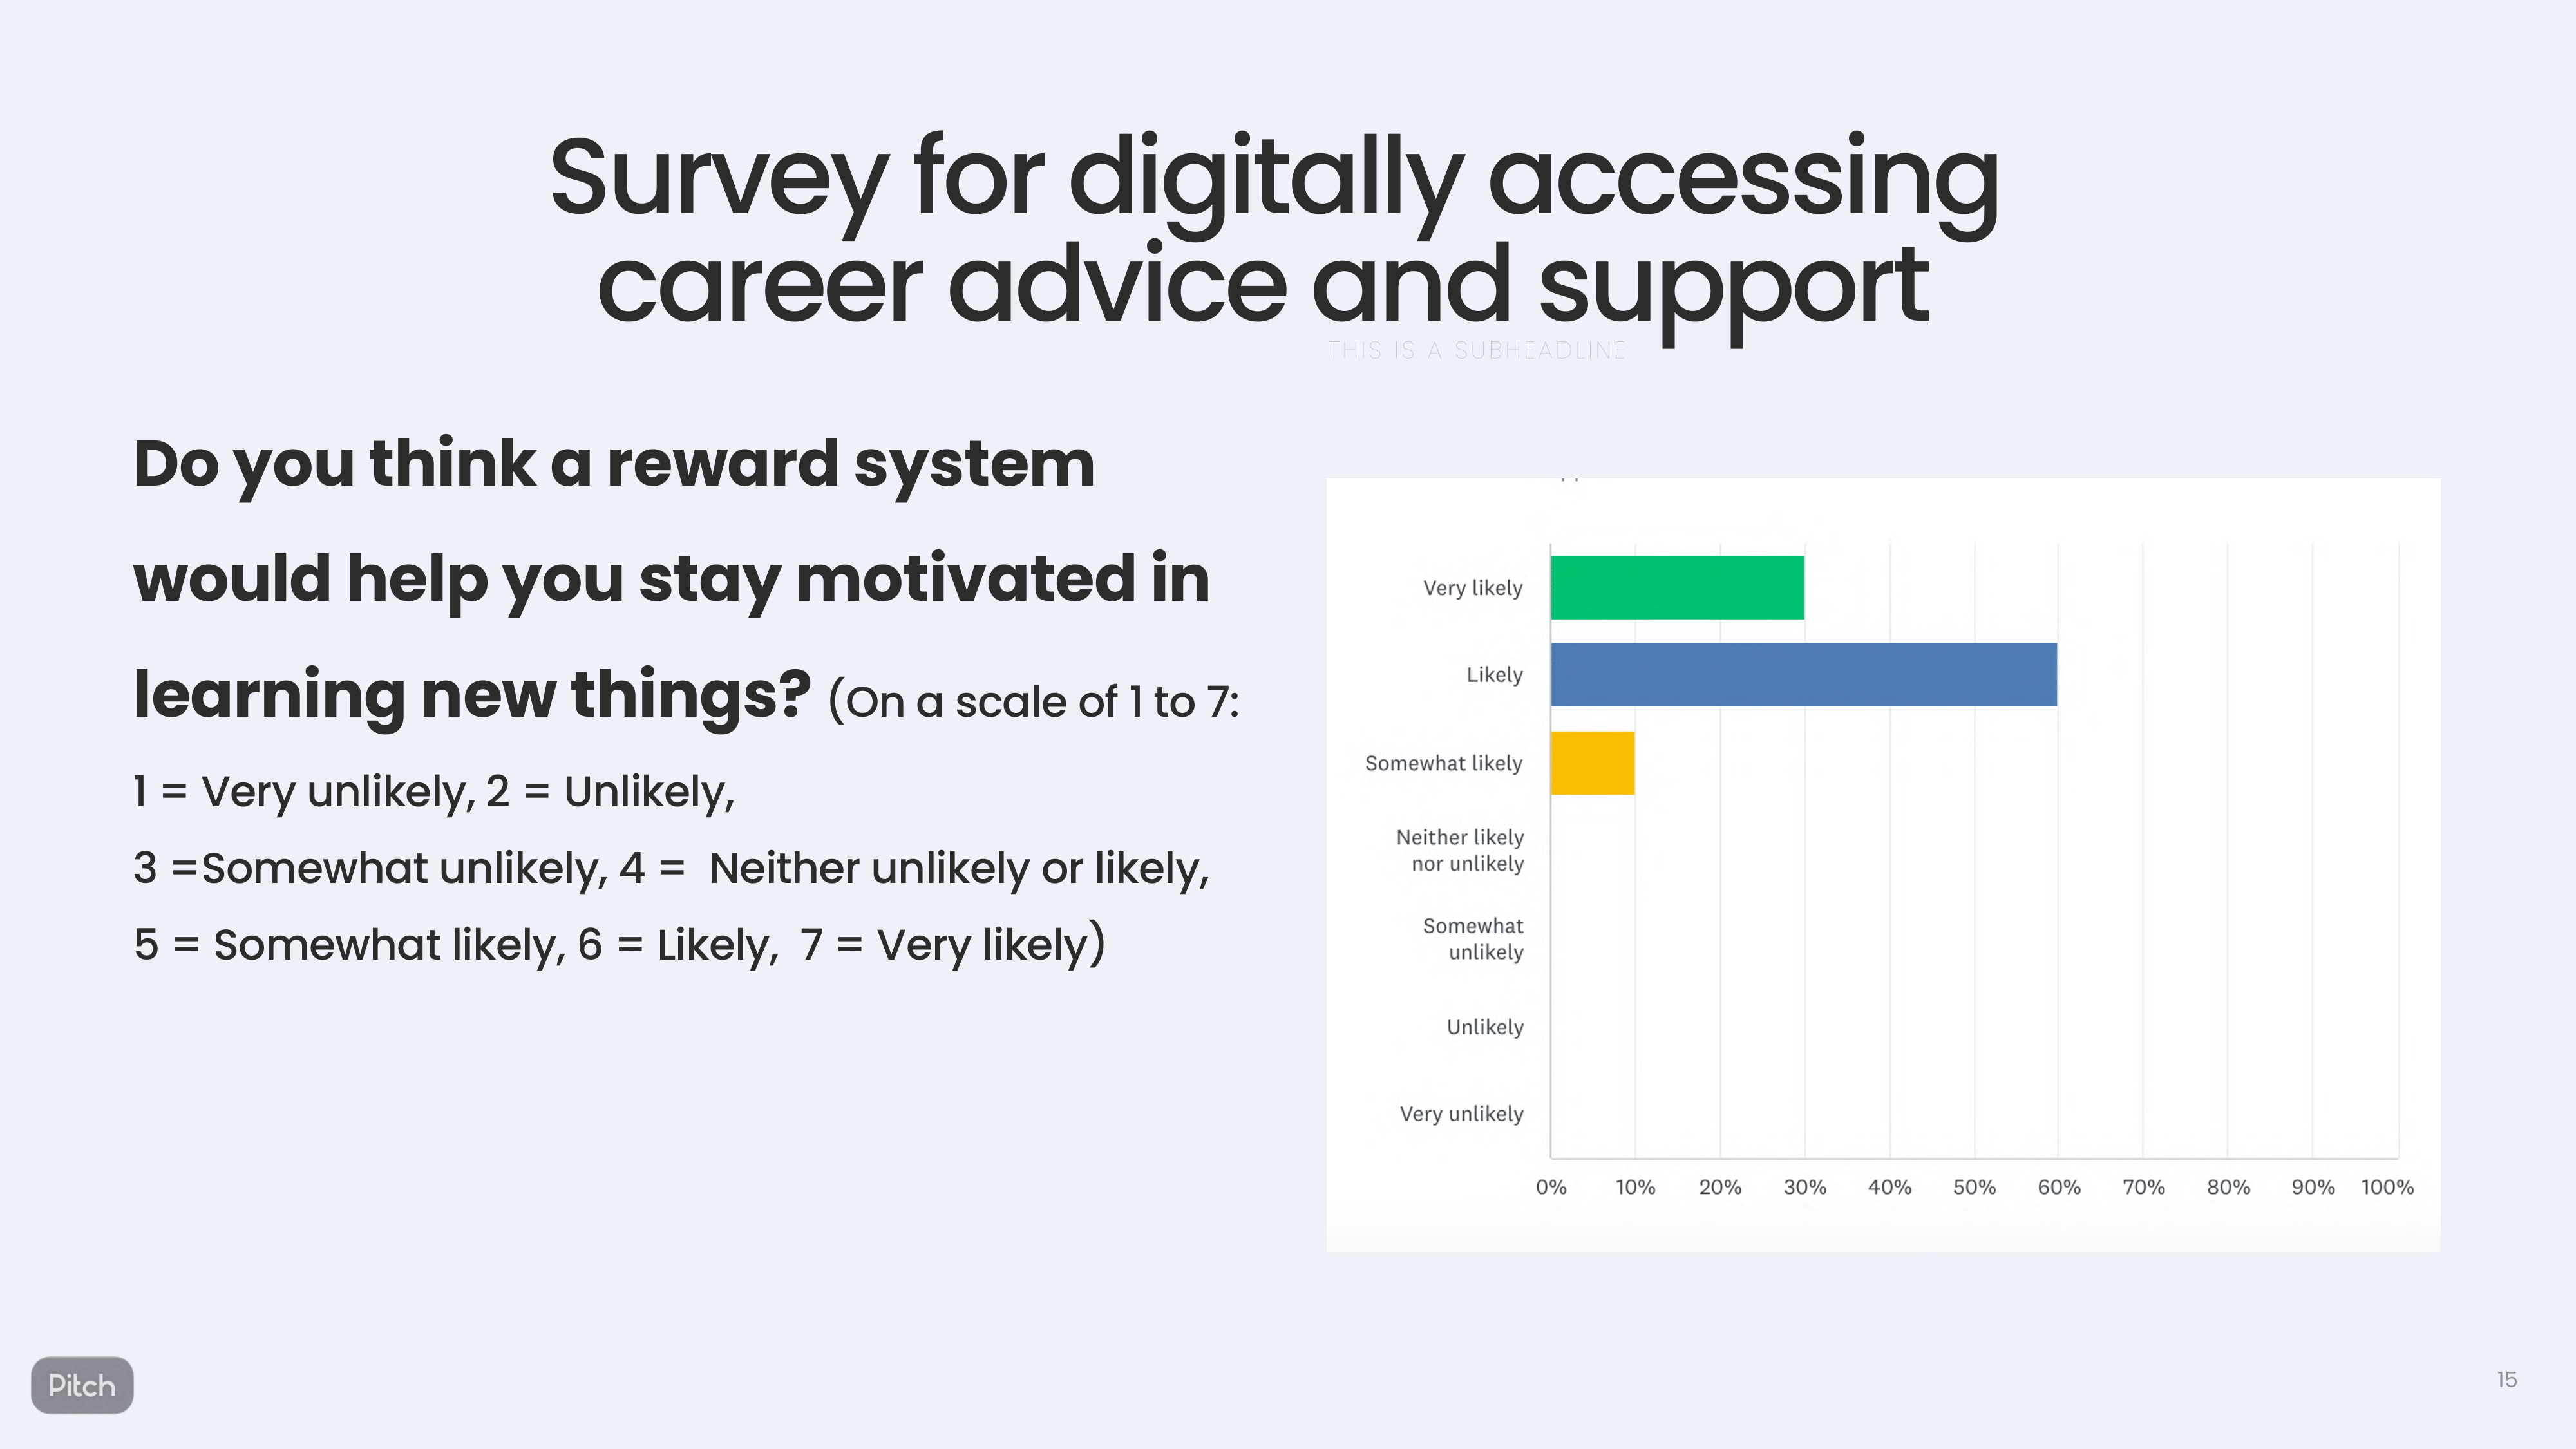 Survey for digitally accessing
career advice and support
THIS IS A SUBHEADLINE
Do you think a reward system
would help you stay motivated in
learning new things? (On a scale of 1 to 7:
1 = Very unlikely, 2 = Unlikely,
3 =Somewhat unlikely, 4 =  Neither unlikely or likely,
5 = Somewhat likely, 6 = Likely,  7 = Very likely)
Very likely
Likely
Somewhat likely
Neither likely
nor unlikely
Somewhat
unlikely
Unlikely
Very unlikely
0% 10% 20% 30% 40% 50% 60% 70% 80% 90% 100%
Pitch
15